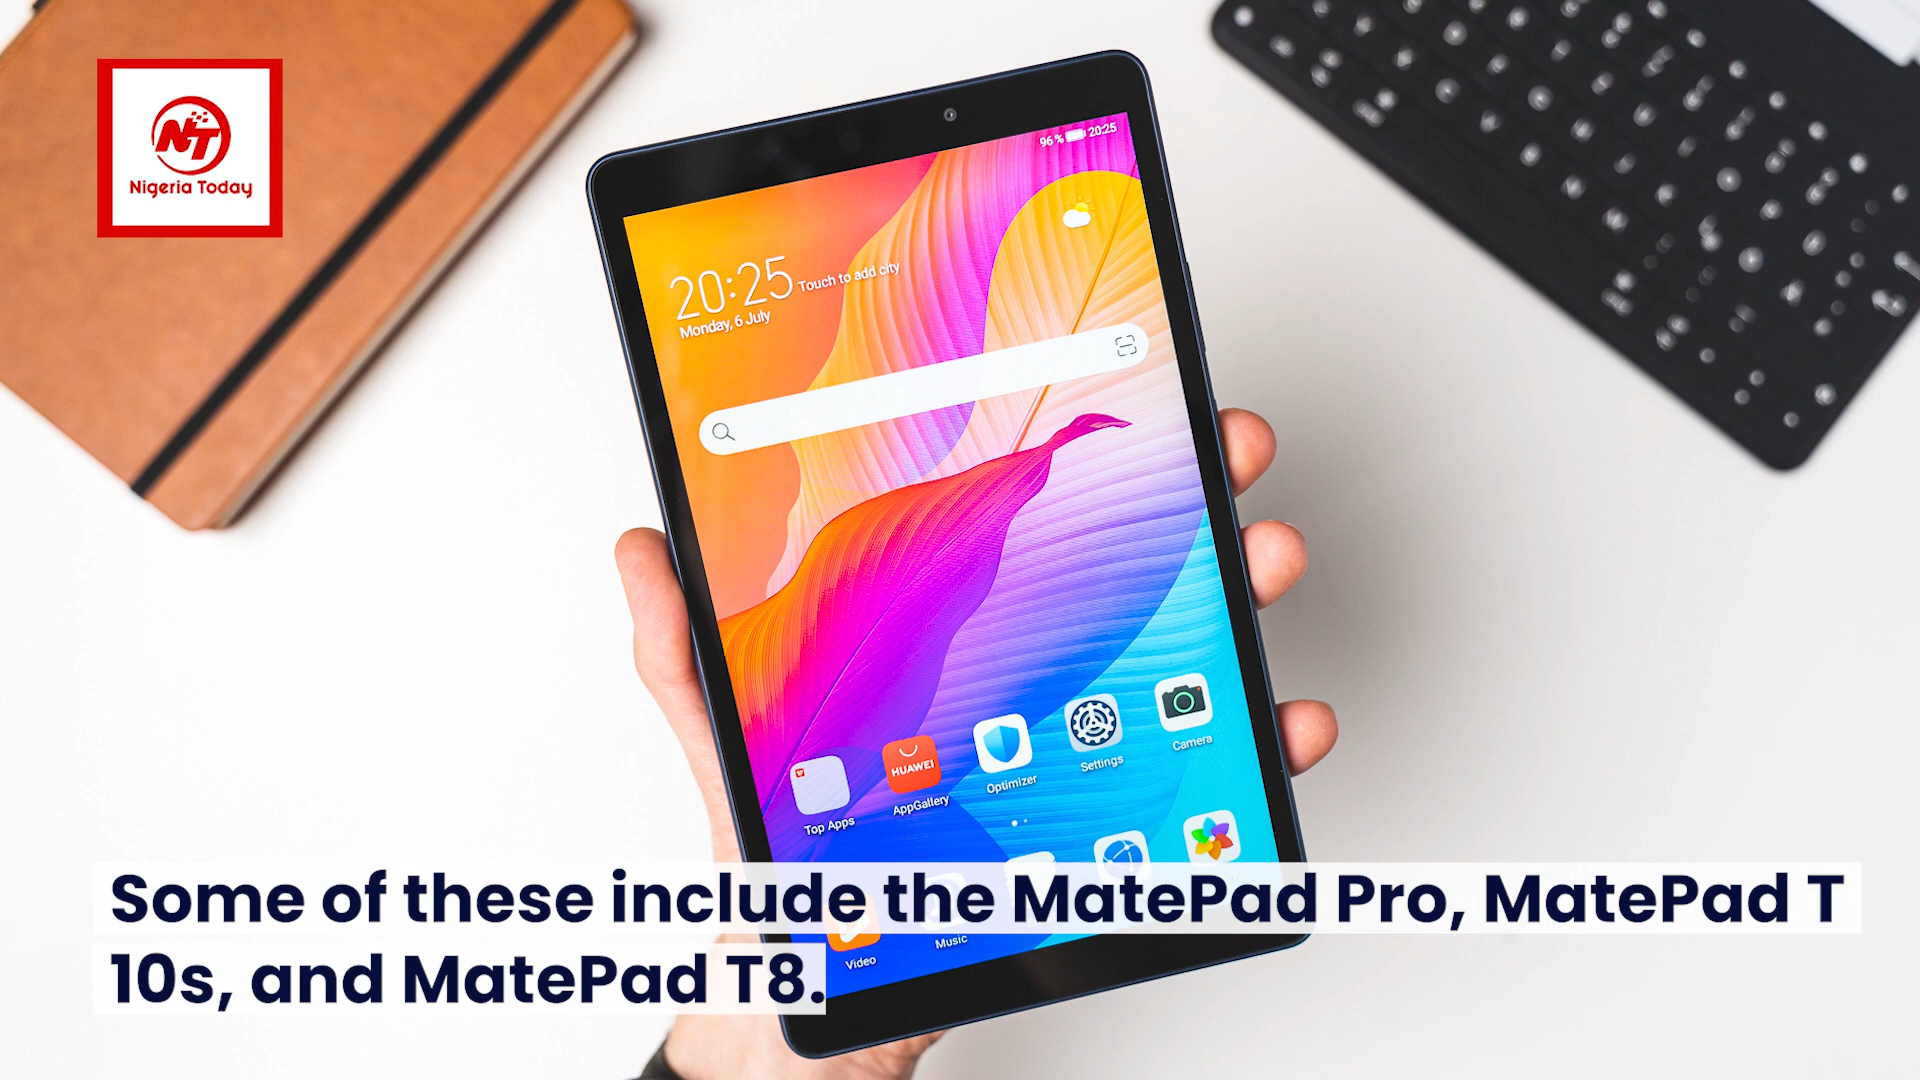 NT
Nigeria Today
96 % 20:25
20:25 Touch to add city
Monday, 6 July
HUAWEI
Top Apps
AppGallery
Optimizer
Settings
Camera
Video
Music
Some of these include the MatePad Pro, MatePad T
10s, and MatePad T8.